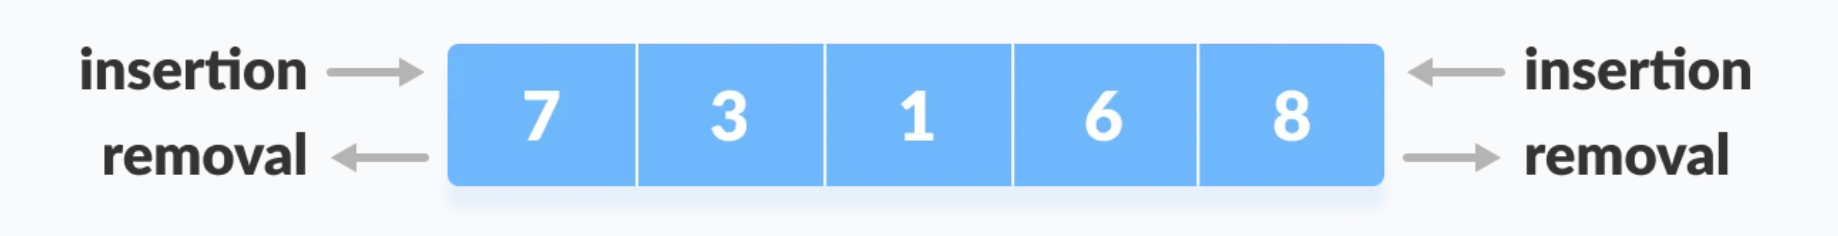 insertion 7 3 1 6 8 insertion
removal removal